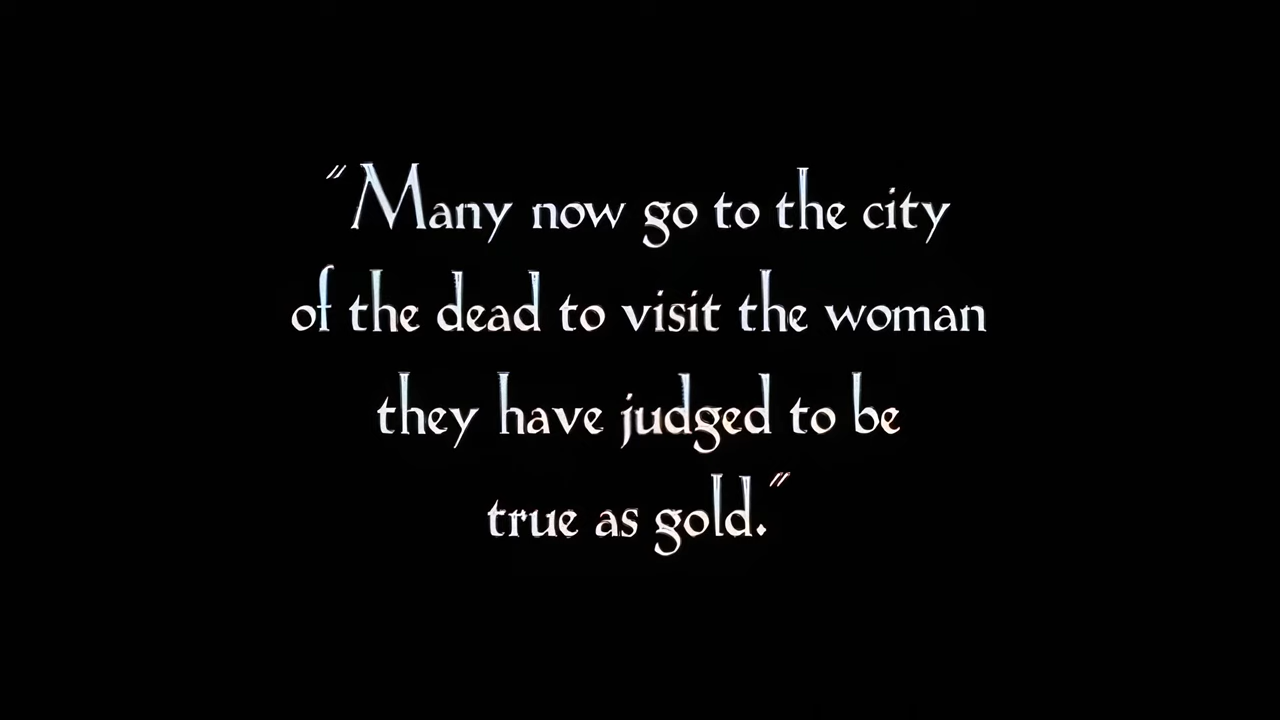 "Many now go to the city
of the dead to visit the woman
they have judged to be
true as gold."